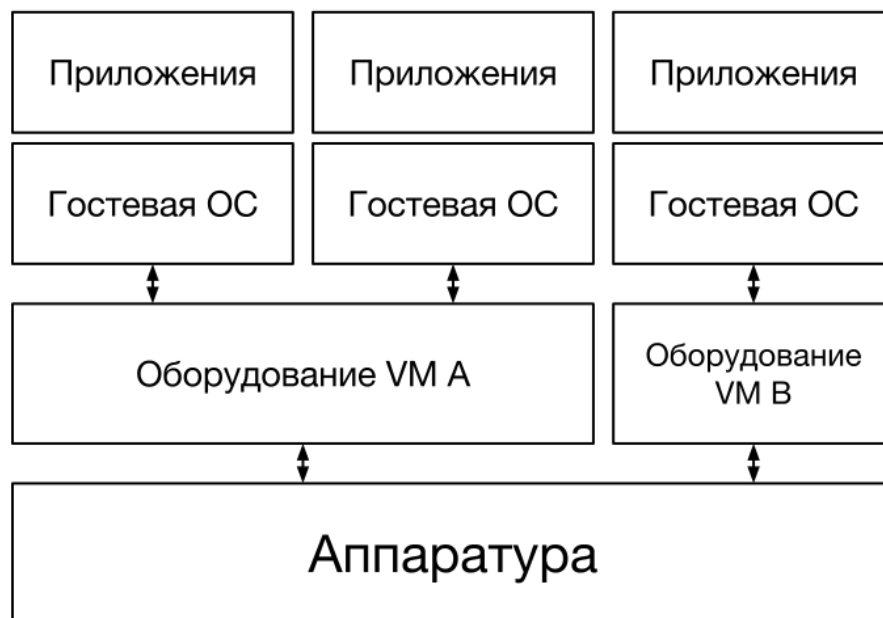 Приложения
Приложения
Приложения
Гостевая ОС
Гостевая ОС
Гостевая ОС
Оборудование VM A
Оборудование
VM B
Аппаратура